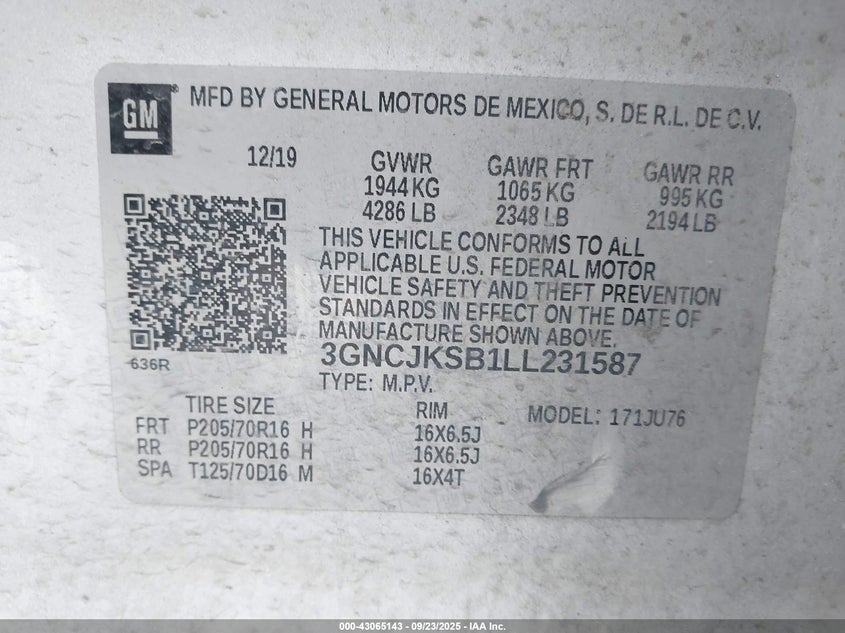 GM ® MFD BY GENERAL MOTORS DE MEXICO, S. DE R.L. DE C.V.
12/19 GVWR GAWR FRT GAWR RR
1944 KG 1065 KG 995 KG
4286 LB 2348 LB 2194 LB
THIS VEHICLE CONFORMS TO ALL
APPLICABLE U.S. FEDERAL MOTOR
VEHICLE SAFETY AND THEFT PREVENTION
STANDARDS IN EFFECT ON THE DATE OF
MANUFACTURE SHOWN ABOVE.
636R 3GNCJKSB1LL231587
TYPE: M.P.V.
TIRE SIZE RIM MODEL: 171JU76
FRT P205/70R16 H 16X6.5J
RR P205/70R16 H 16X6.5J
SPA T125/70D16 M 16X4T
000-43065143 - 09/23/2025 - IAA Inc.